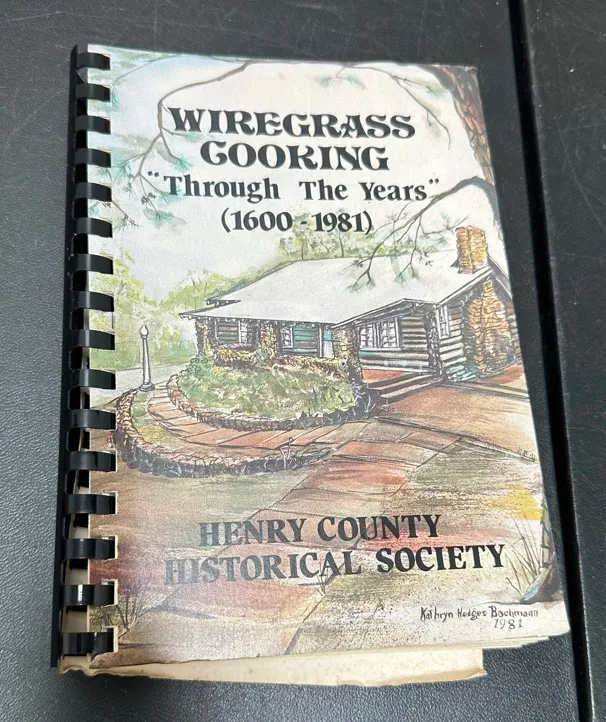 WIREGRASS
COOKING
"Through The Years"
(1600 - 1981)
HENRY COUNTY
HISTORICAL SOCIETY
Kathryn Hodges Bachmann
1981